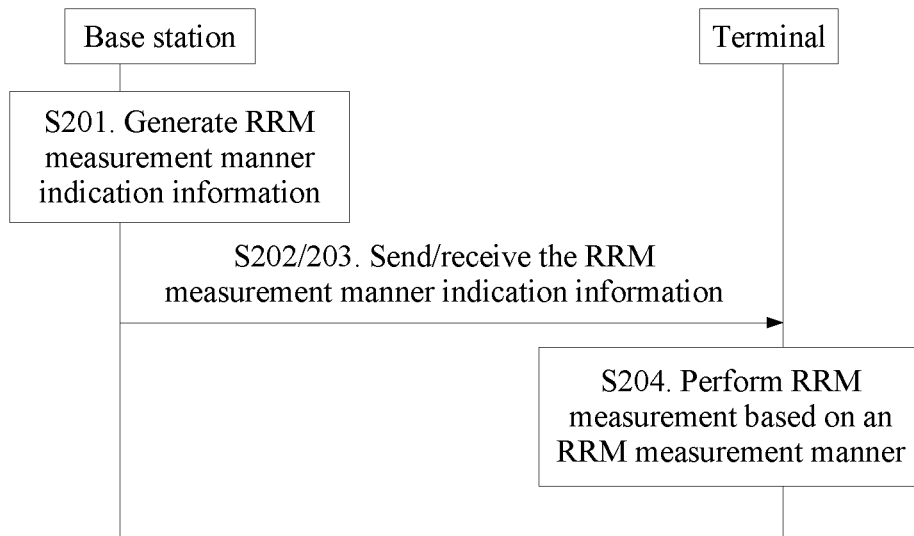 Base station
Terminal
S201. Generate RRM
measurement manner
indication information
S202/203. Send/receive the RRM
measurement manner indication information
S204. Perform RRM
measurement based on an
RRM measurement manner